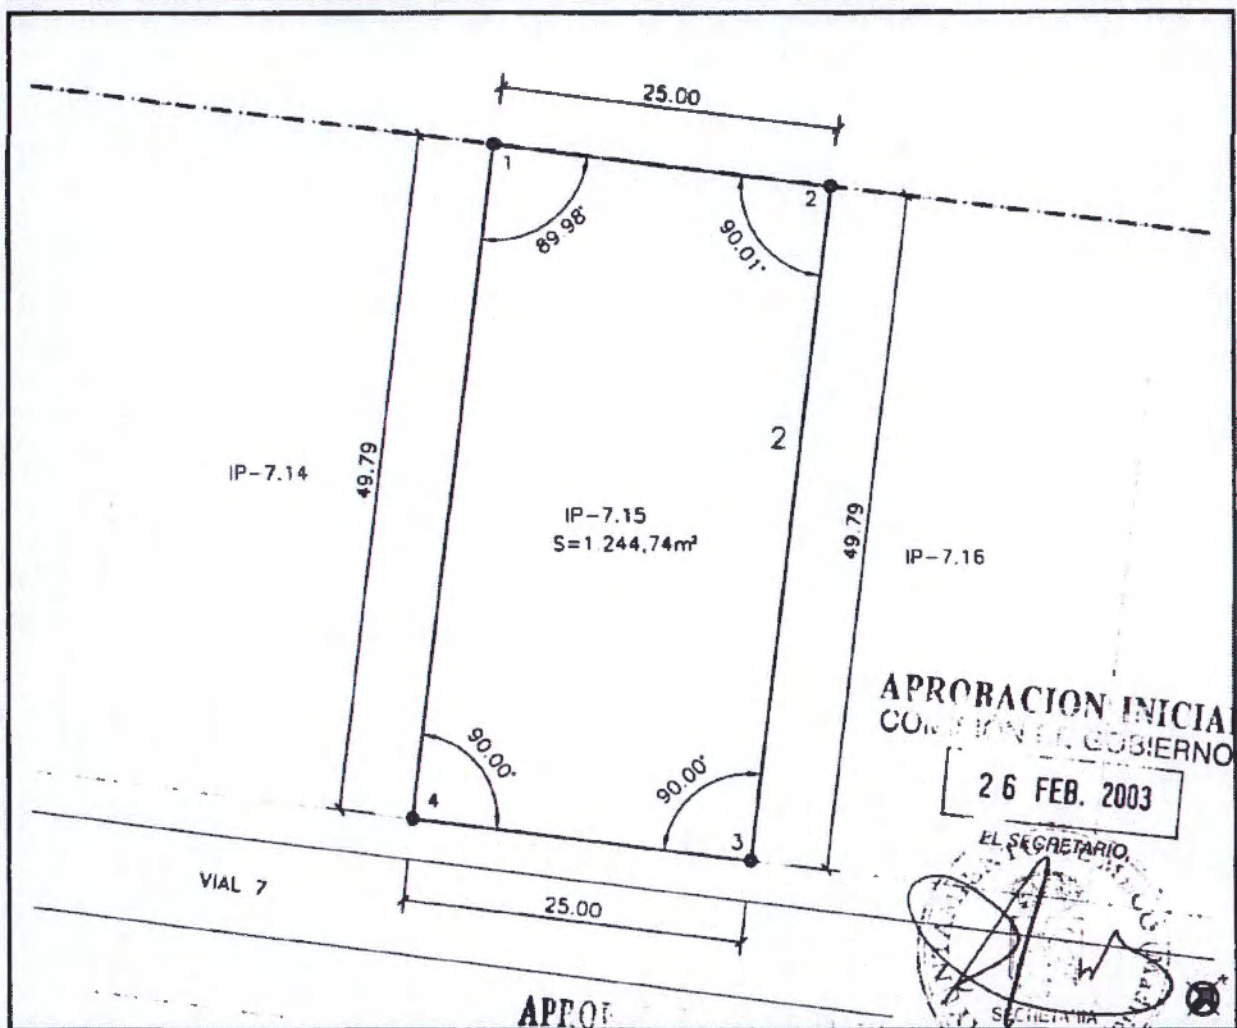 25.00
1
2
89.98°
90.01°
2
IP-7.14
49.79
IP-7.15
S=1.244,74m²
49.79
IP-7.16
APROBACION INICIAL
GOBIERNO
26 FEB. 2003
EL SECRETARIO,
90.00°
90.00°
4
3
VIAL 7
25.00
SECRETARIA